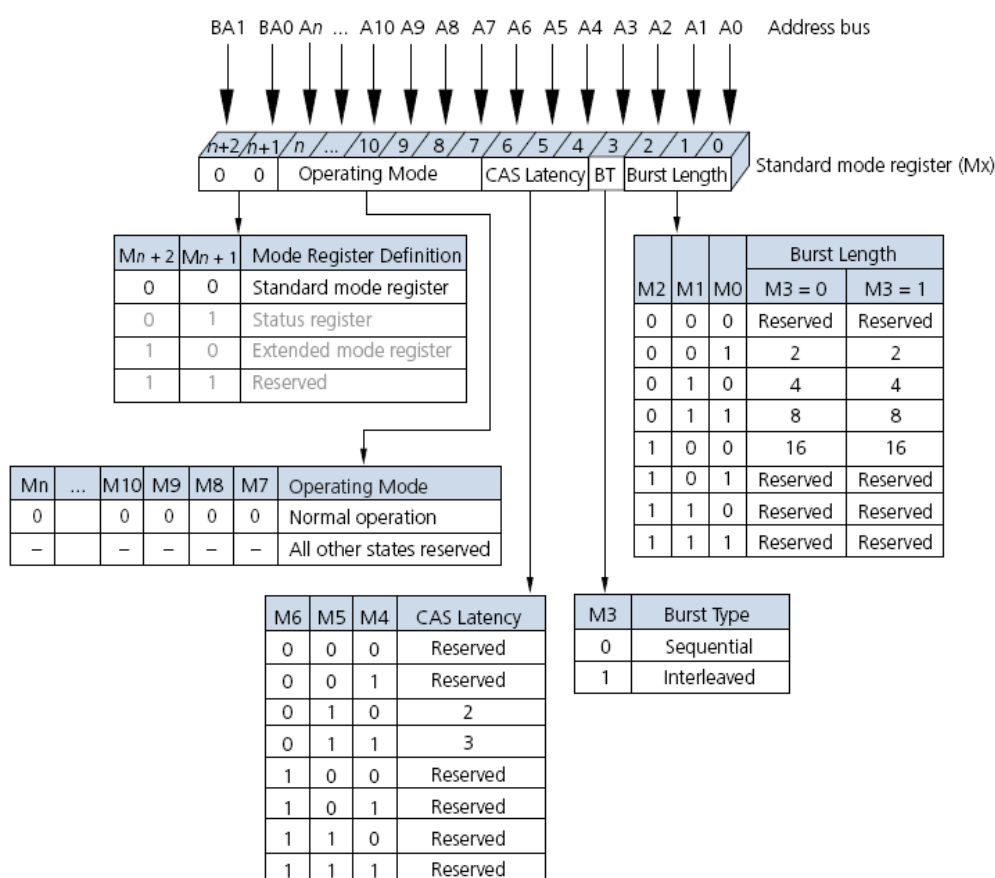 BA1 BA0 An ... A10 A9 A8 A7 A6 A5 A4 A3 A2 A1 A0 Address bus
n+2 n+1 n ... 10 9 8 7 6 5 4 3 2 1 0
0 0 Operating Mode CAS Latency BT Burst Length
Standard mode register (Mx)
Mn + 2 Mn + 1 Mode Register Definition
0 0 Standard mode register
0 1 Status register
1 0 Extended mode register
1 1 Reserved
Burst Length
M2 M1 M0 M3 = 0 M3 = 1
0 0 0 Reserved Reserved
0 0 1 2 2
0 1 0 4 4
0 1 1 8 8
1 0 0 16 16
1 0 1 Reserved Reserved
1 1 0 Reserved Reserved
1 1 1 Reserved Reserved
Mn ... M10 M9 M8 M7 Operating Mode
0 0 0 0 0 Normal operation
– – – – – All other states reserved
M6 M5 M4 CAS Latency
0 0 0 Reserved
0 0 1 Reserved
0 1 0 2
0 1 1 3
1 0 0 Reserved
1 0 1 Reserved
1 1 0 Reserved
1 1 1 Reserved
M3 Burst Type
0 Sequential
1 Interleaved